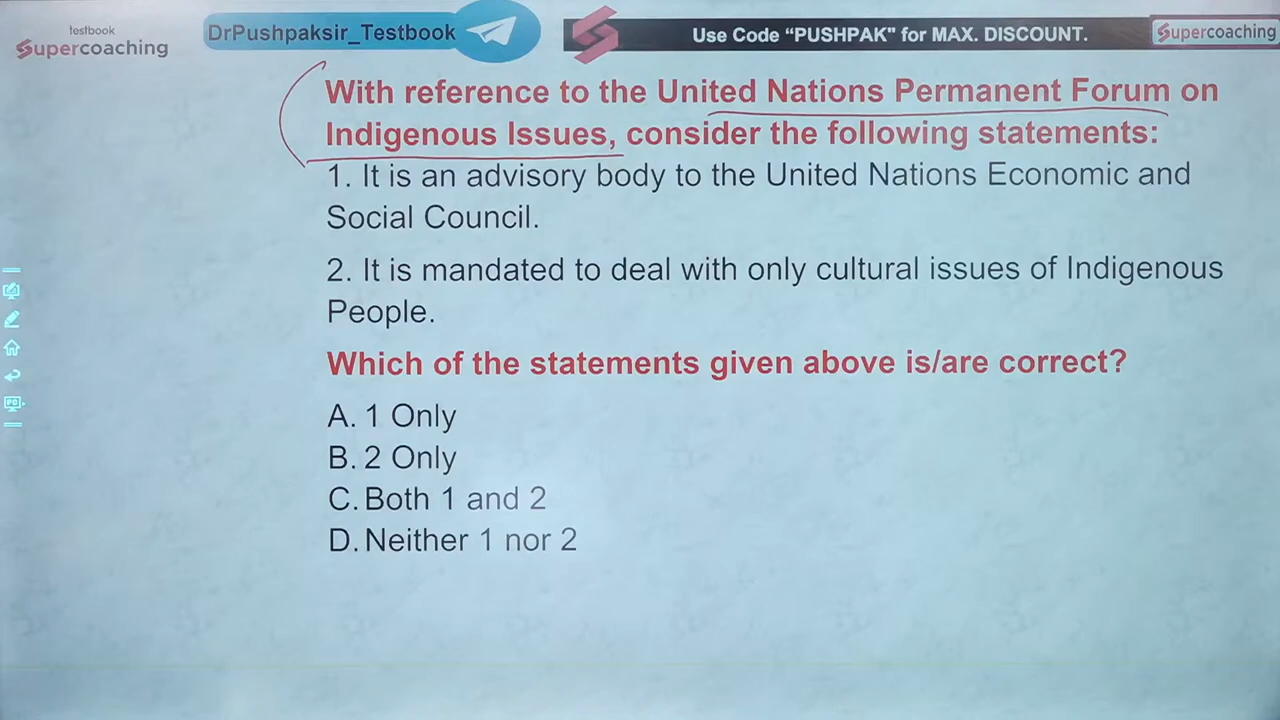 testbook
Supercoaching
DrPushpaksir_Testbook
Use Code “PUSHPAK" for MAX. DISCOUNT.
Supercoaching
With reference to the United Nations Permanent Forum on
Indigenous Issues, consider the following statements:
1. It is an advisory body to the United Nations Economic and
Social Council.
2. It is mandated to deal with only cultural issues of Indigenous
People.
Which of the statements given above is/are correct?
A. 1 Only
B. 2 Only
C. Both 1 and 2
D. Neither 1 nor 2